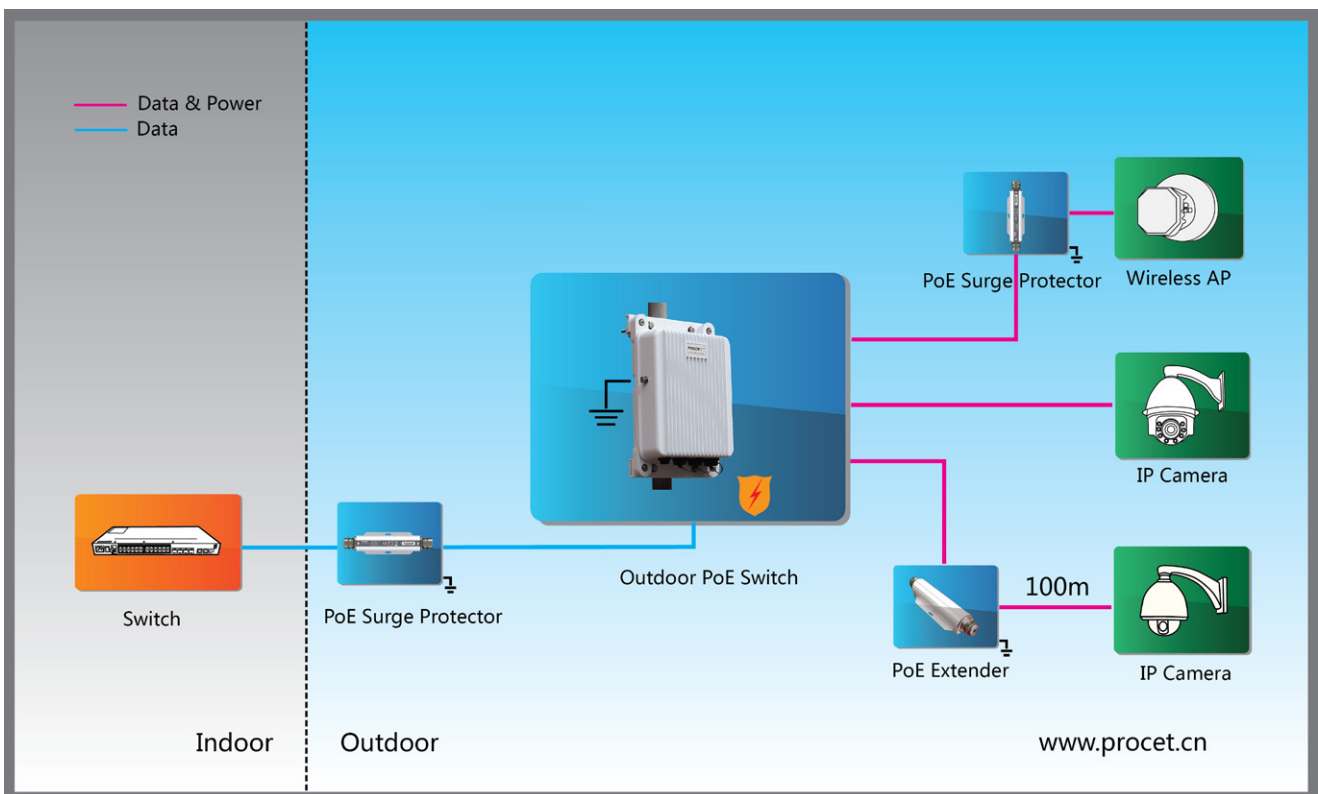 Data & Power
Data
PoE Surge Protector
Wireless AP
IP Camera
Outdoor PoE Switch
100m
Switch
PoE Surge Protector
PoE Extender
IP Camera
Indoor
Outdoor
www.procet.cn